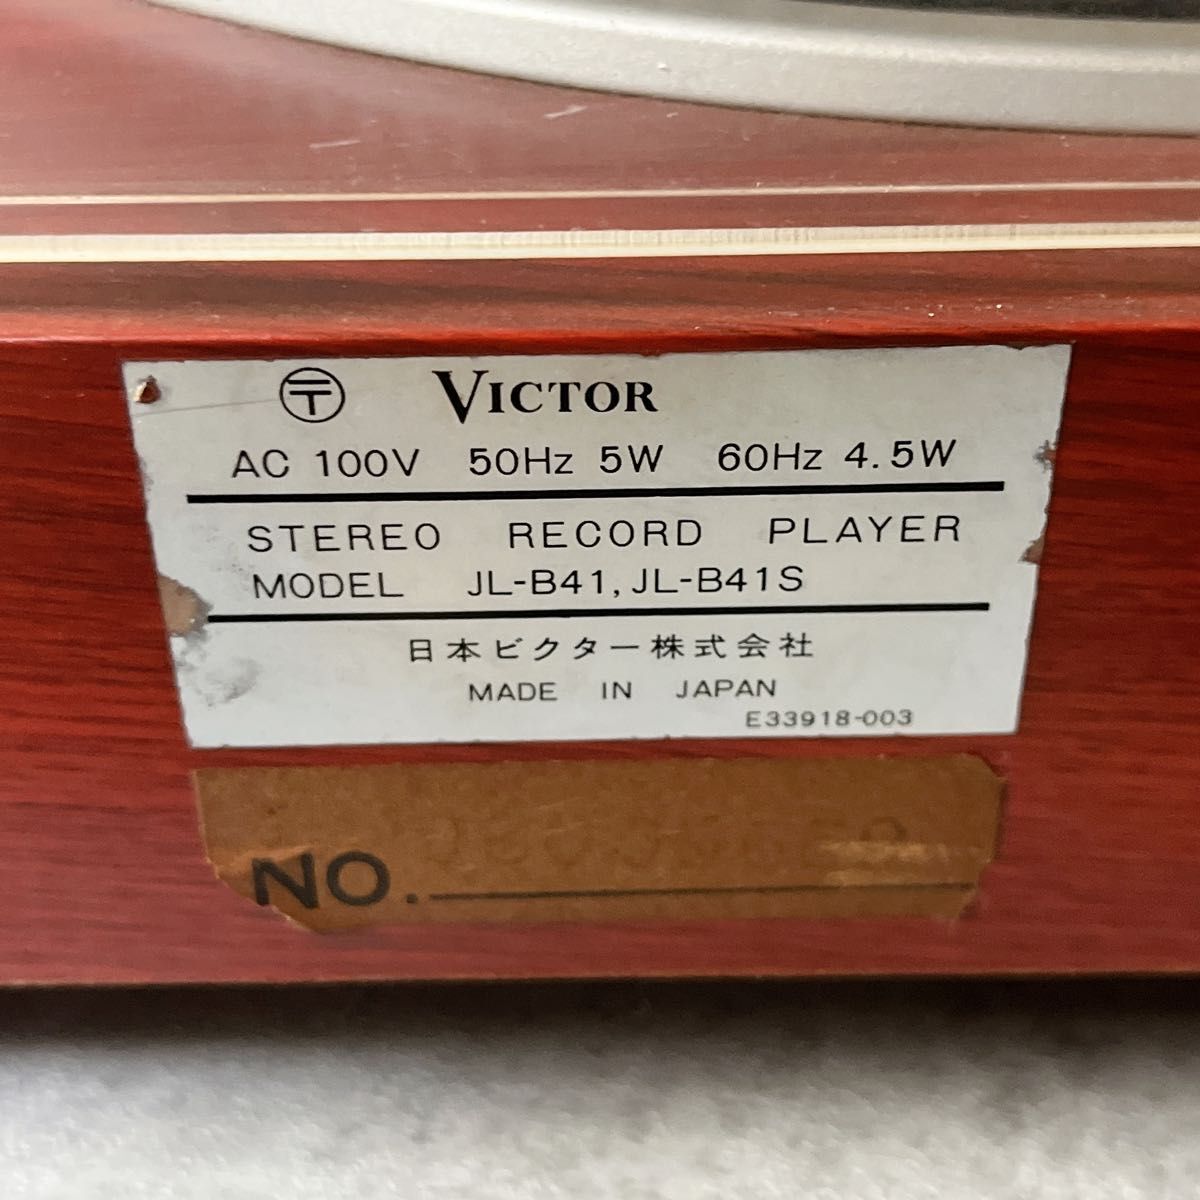 〒 VICTOR
AC 100V 50Hz 5W 60Hz 4.5W
STEREO RECORD PLAYER
MODEL JL-B41, JL-B41S
日本ビクター株式会社
MADE IN JAPAN
E33918-003
NO.